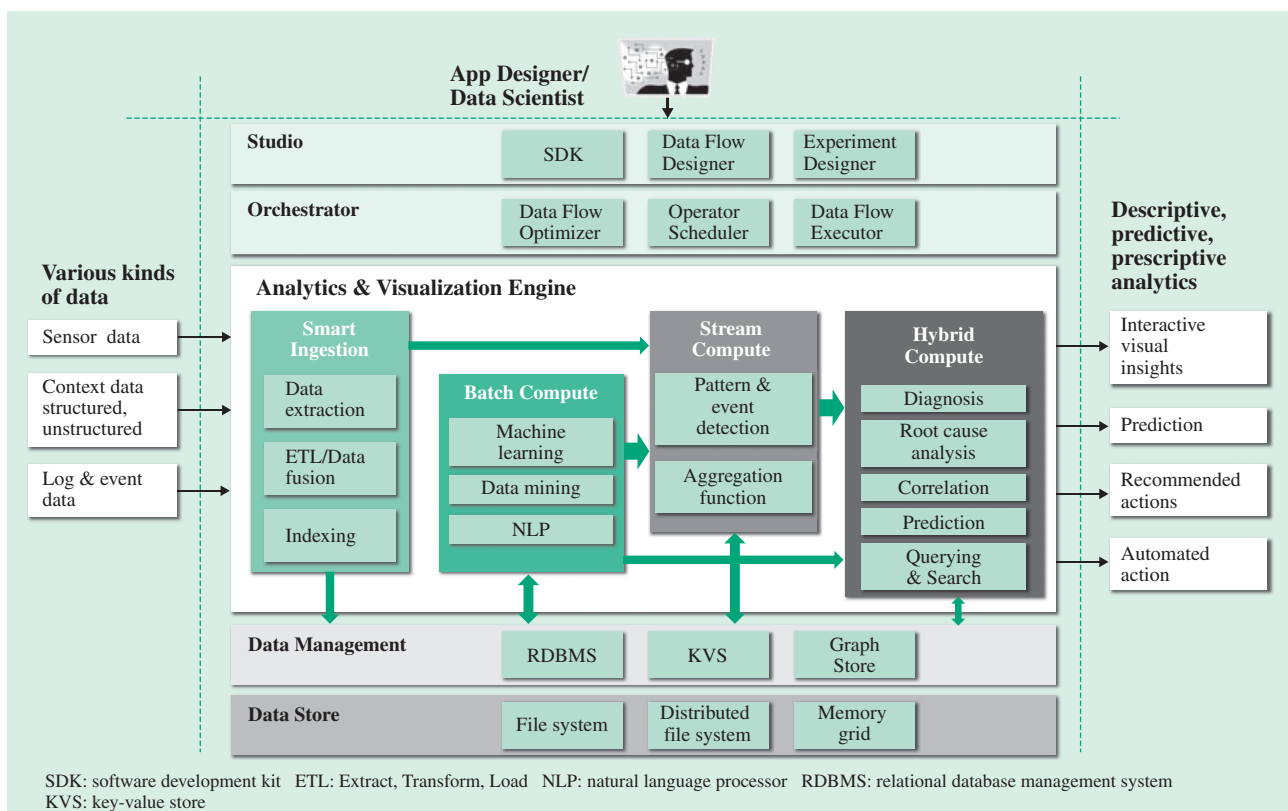 App Designer/
Data Scientist
Studio
SDK
Data Flow
Designer
Experiment
Designer
Orchestrator
Data Flow
Optimizer
Operator
Scheduler
Data Flow
Executor
Various kinds
of data
Sensor data
Context data
structured,
unstructured
Log & event
data
Analytics & Visualization Engine
Smart
Ingestion
Data
extraction
ETL/Data
fusion
Indexing
Batch Compute
Machine
learning
Data mining
NLP
Stream
Compute
Pattern &
event
detection
Aggregation
function
Hybrid
Compute
Diagnosis
Root cause
analysis
Correlation
Prediction
Querying
& Search
Descriptive,
predictive,
prescriptive
analytics
Interactive
visual
insights
Prediction
Recommended
actions
Automated
action
Data Management
RDBMS
KVS
Graph
Store
Data Store
File system
Distributed
file system
Memory
grid
SDK: software development kit ETL: Extract, Transform, Load NLP: natural language processor RDBMS: relational database management system
KVS: key-value store